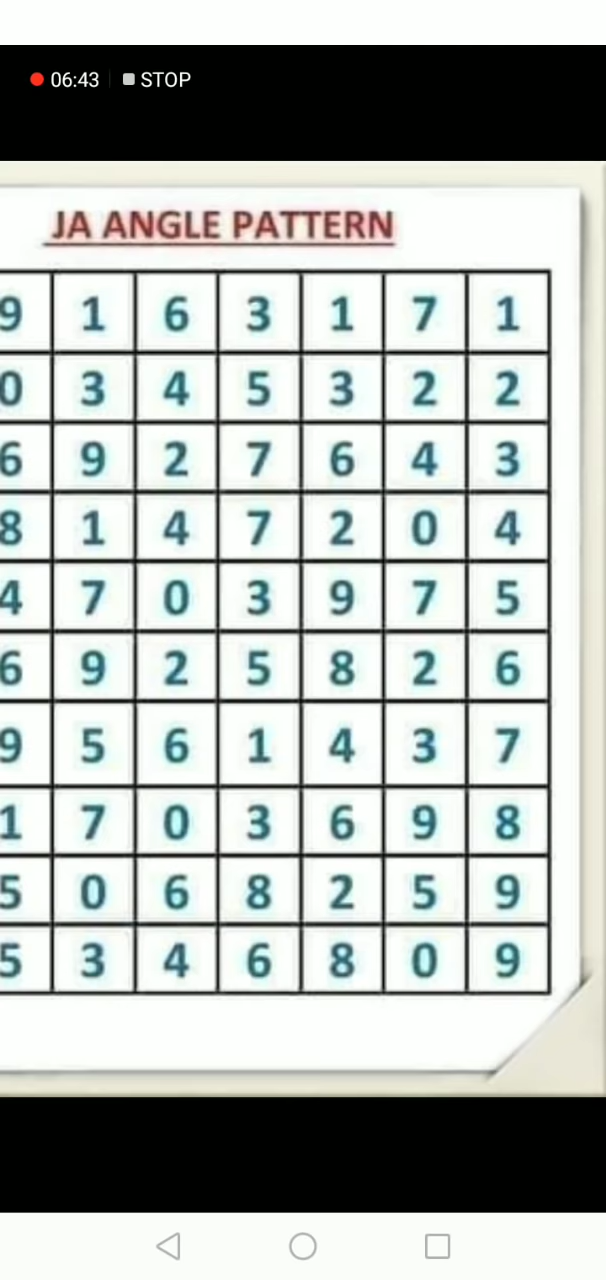 06:43 STOP
JA ANGLE PATTERN
9 1 6 3 1 7 1
0 3 4 5 3 2 2
6 9 2 7 6 4 3
8 1 4 7 2 0 4
4 7 0 3 9 7 5
6 9 2 5 8 2 6
9 5 6 1 4 3 7
1 7 0 3 6 9 8
5 0 6 8 2 5 9
5 3 4 6 8 0 9